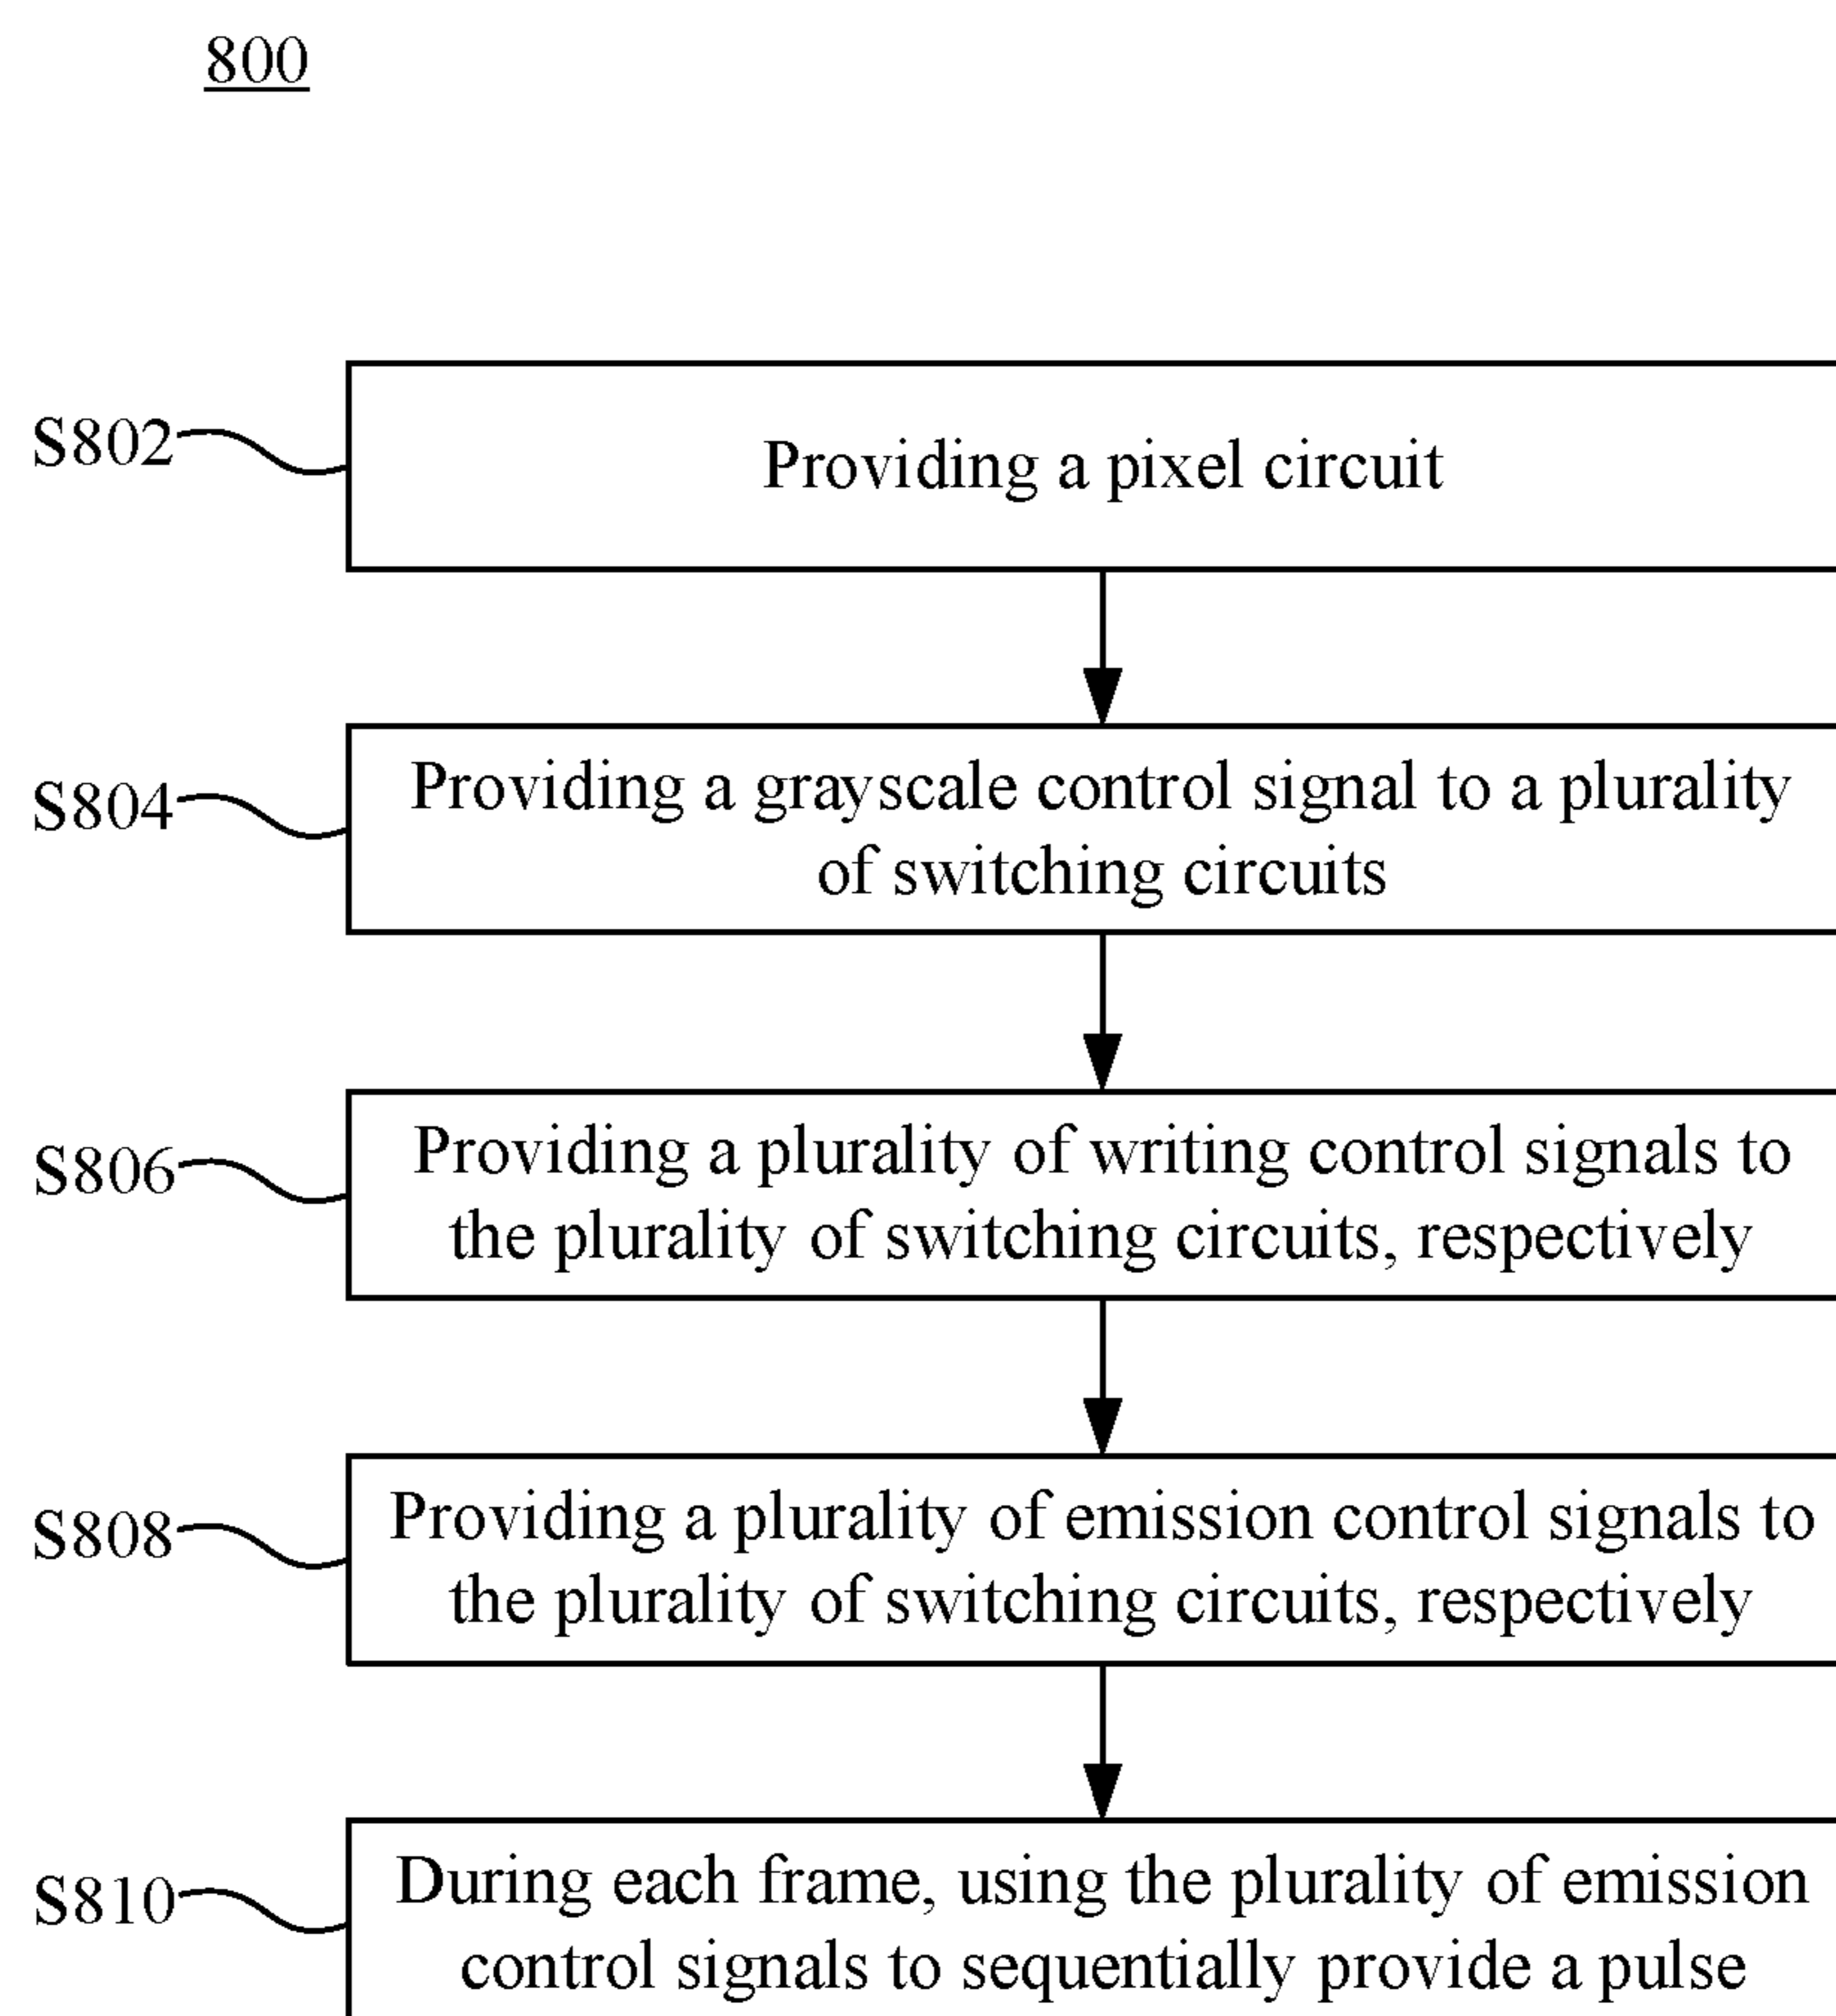 800
S802
Providing a pixel circuit
S804
Providing a grayscale control signal to a plurality
of switching circuits
S806
Providing a plurality of writing control signals to
the plurality of switching circuits, respectively
S808
Providing a plurality of emission control signals to
the plurality of switching circuits, respectively
S810
During each frame, using the plurality of emission
control signals to sequentially provide a pulse